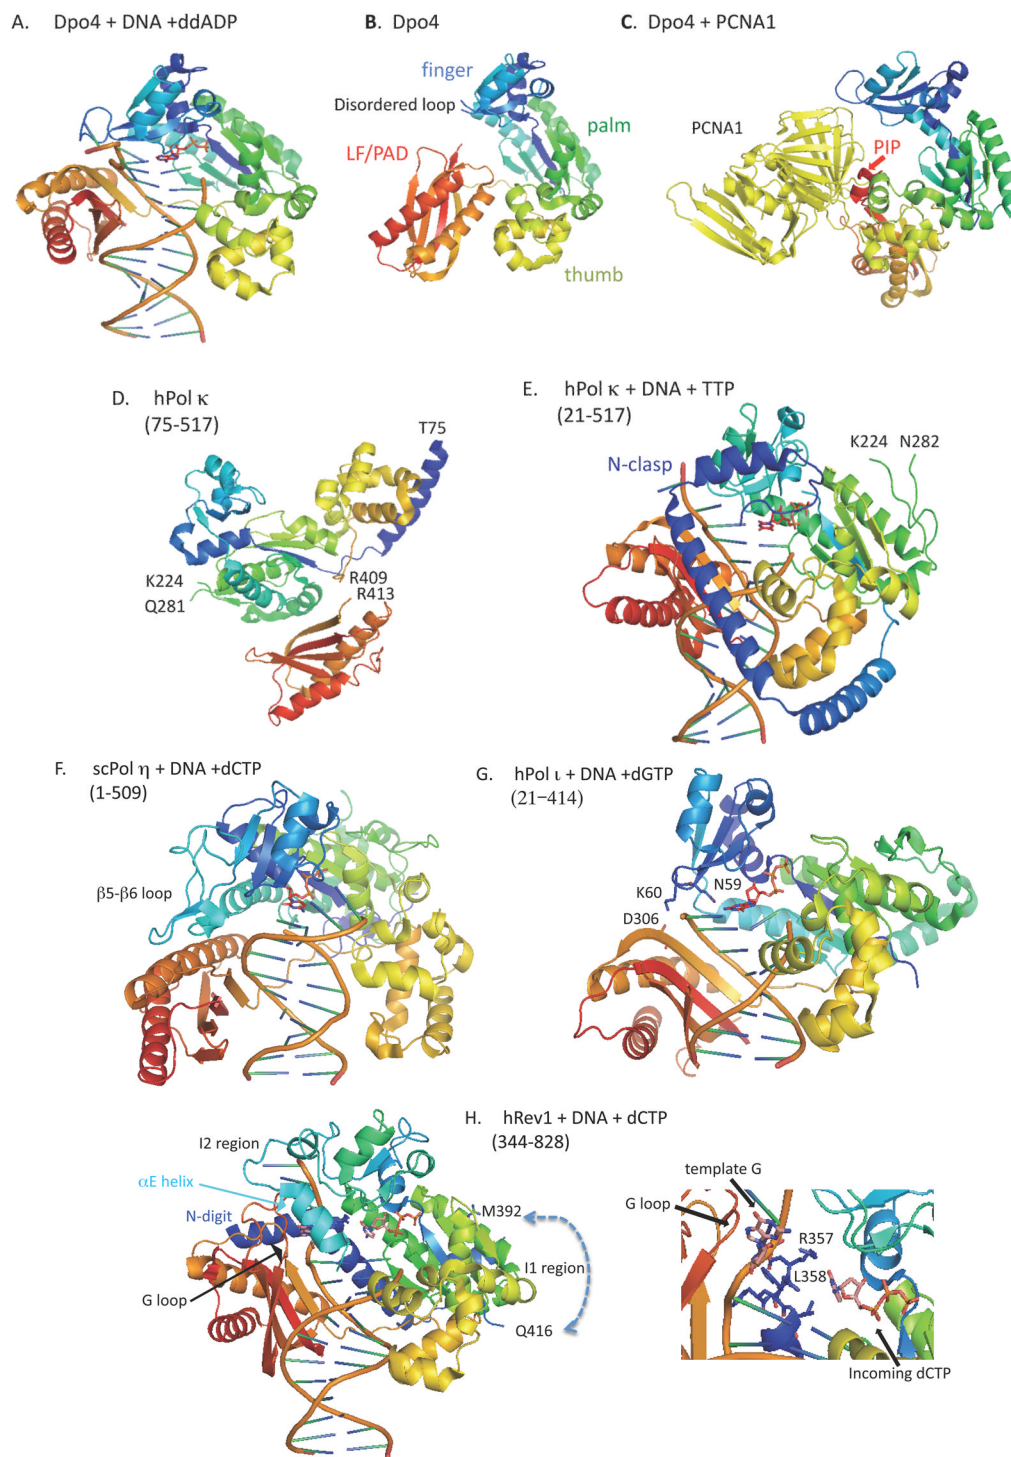 A. Dpo4 + DNA +ddADP
B. Dpo4
C. Dpo4 + PCNA1
finger
Disordered loop
palm
LF/PAD
thumb
PCNA1
PIP
D. hPol κ
(75-517)
T75
K224
Q281
R409
R413
E. hPol κ + DNA + TTP
(21-517)
N-clasp
K224 N282
F. scPol η + DNA +dCTP
(1-509)
β5-β6 loop
G. hPol ι + DNA +dGTP
(21−414)
K60
N59
D306
H. hRev1 + DNA + dCTP
(344-828)
I2 region
αE helix
N-digit
G loop
M392
I1 region
Q416
template G
G loop
R357
L358
Incoming dCTP